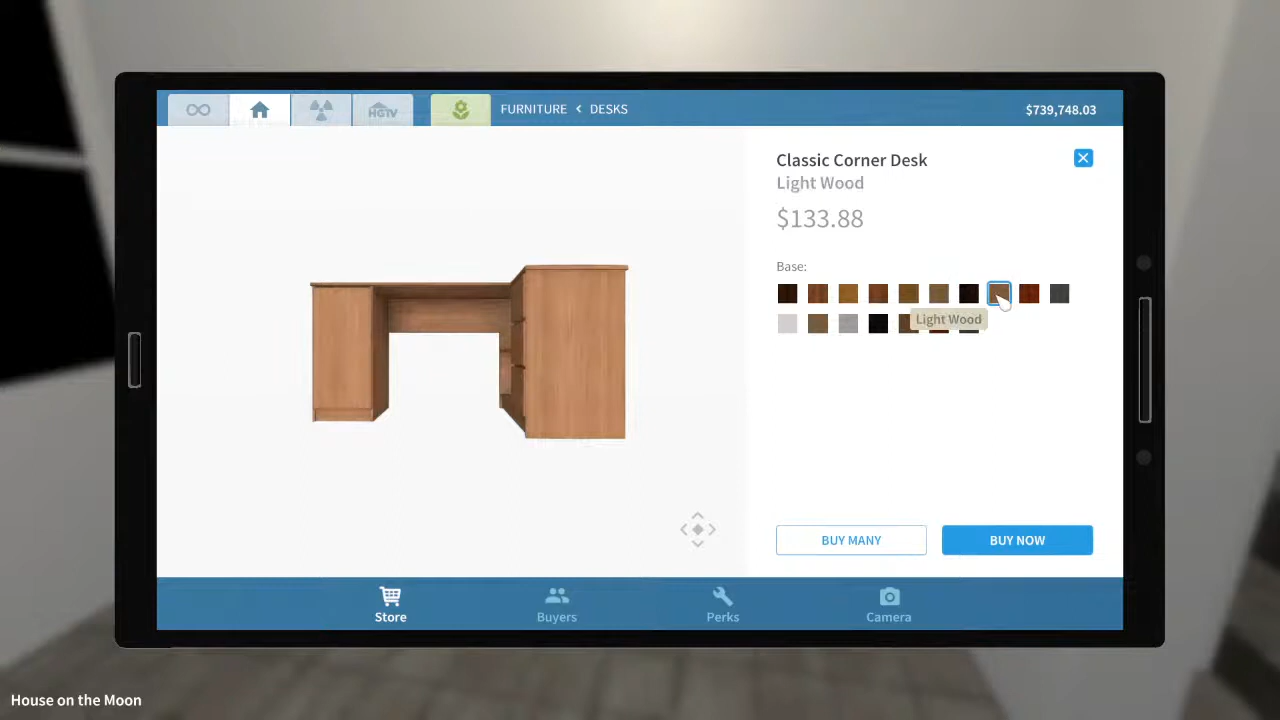 HGTV
FURNITURE < DESKS
$739,748.03
Classic Corner Desk
Light Wood
$133.88
Base:
Light Wood
BUY MANY
BUY NOW
Store
Buyers
Perks
Camera
House on the Moon